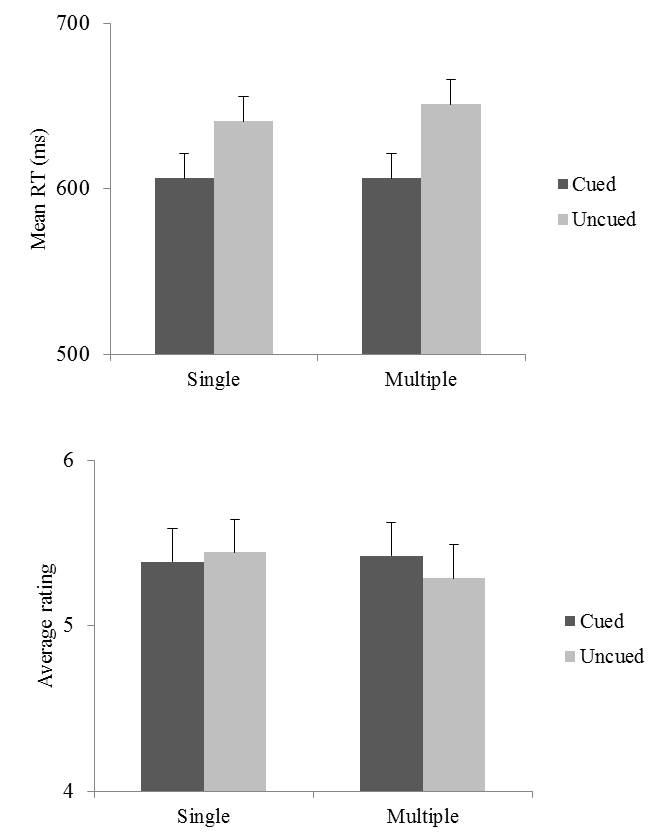 700
Mean RT (ms)
600
Cued
Uncued
500
Single Multiple
6
Average rating
5
Cued
Uncued
4
Single Multiple